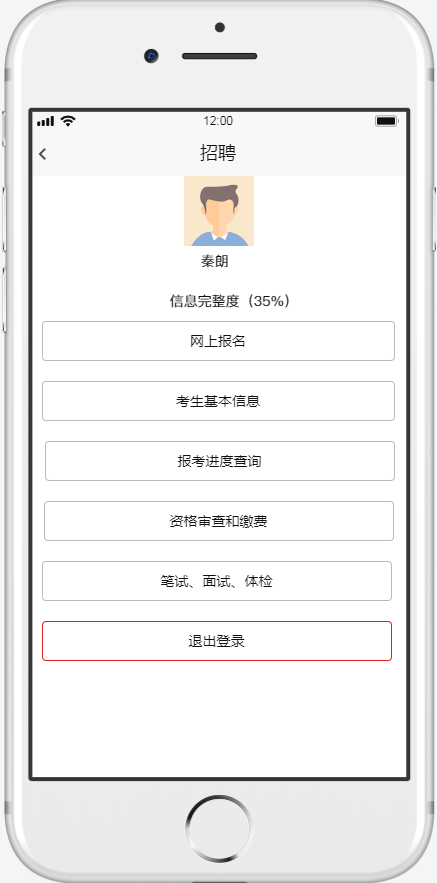 12:00
招聘
秦朗
信息完整度（35%）
网上报名
考生基本信息
报考进度查询
资格审查和缴费
笔试、面试、体检
退出登录